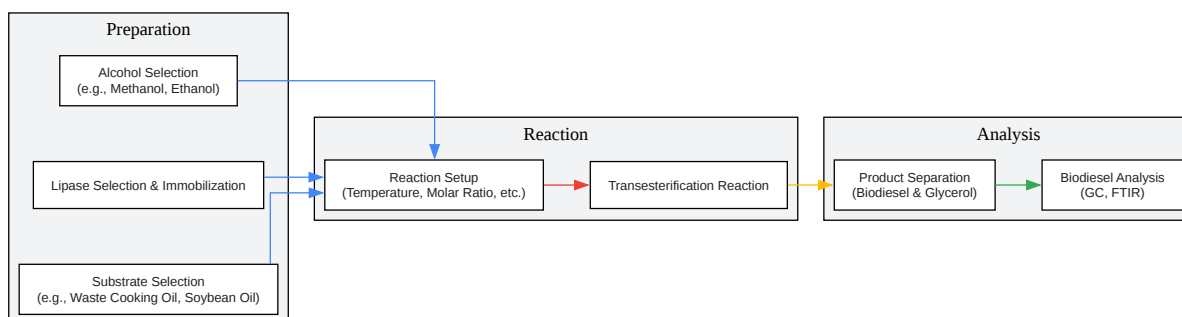 Preparation
Alcohol Selection
(e.g., Methanol, Ethanol)
Lipase Selection & Immobilization
Substrate Selection
(e.g., Waste Cooking Oil, Soybean Oil)
Reaction
Reaction Setup
(Temperature, Molar Ratio, etc.)
Transesterification Reaction
Analysis
Product Separation
(Biodiesel & Glycerol)
Biodiesel Analysis
(GC, FTIR)